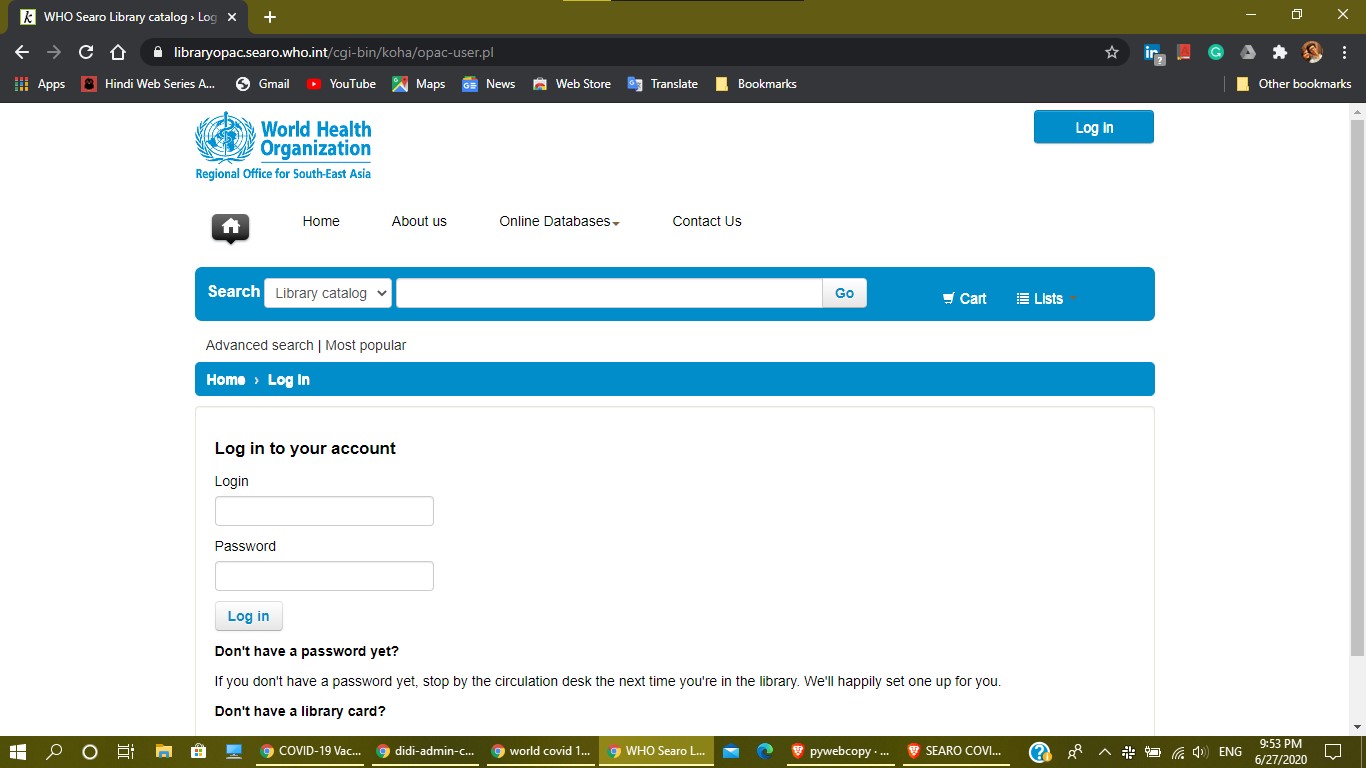 WHO Searo Library catalog › Log
libraryopac.searo.who.int/cgi-bin/koha/opac-user.pl
Apps Hindi Web Series A... Gmail YouTube Maps News Web Store Translate Bookmarks Other bookmarks
World Health
Organization
Regional Office for South-East Asia
Log In
Home About us Online Databases Contact Us
Search Library catalog Go Cart Lists
Advanced search | Most popular
Home › Log In
Log in to your account
Login
Password
Log in
Don't have a password yet?
If you don't have a password yet, stop by the circulation desk the next time you're in the library. We'll happily set one up for you.
Don't have a library card?
COVID-19 Vac... didi-admin-c... world covid 1... WHO Searo L... pywebcopy · ... SEARO COVI... ENG
9:53 PM
6/27/2020